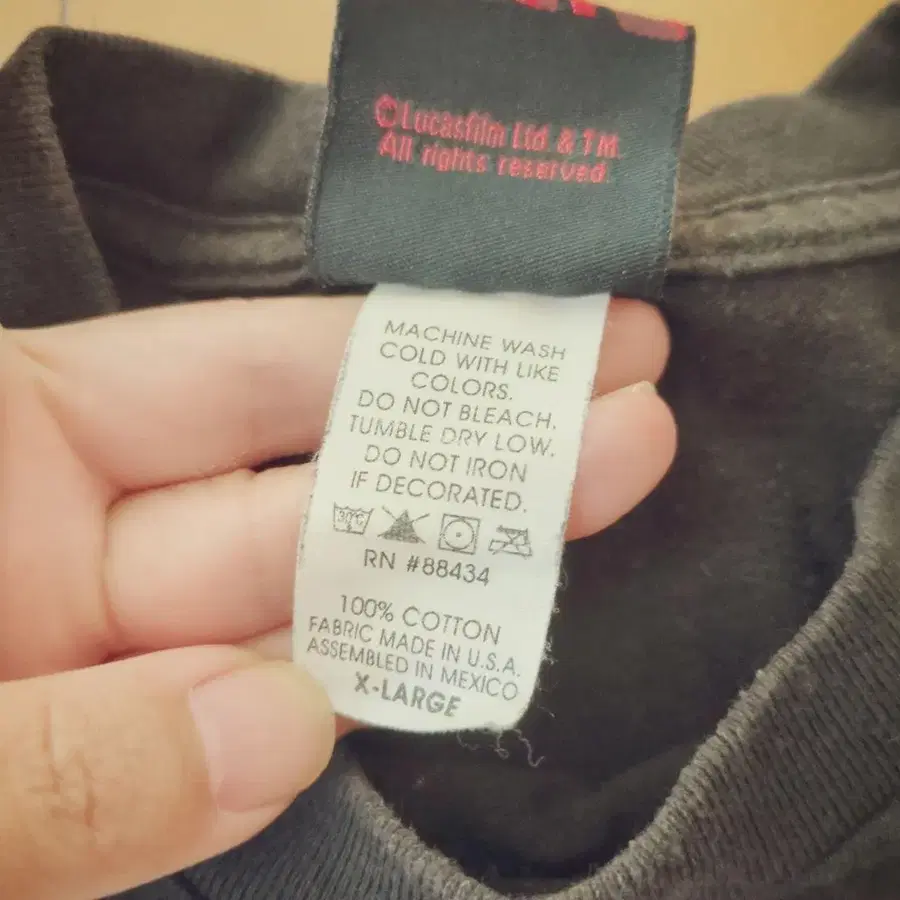 ©Lucasfilm Ltd. & TM.
All rights reserved.
MACHINE WASH
COLD WITH LIKE
COLORS.
DO NOT BLEACH.
TUMBLE DRY LOW.
DO NOT IRON
IF DECORATED.
30°C
RN #88434
100% COTTON
FABRIC MADE IN U.S.A.
ASSEMBLED IN MEXICO
X-LARGE